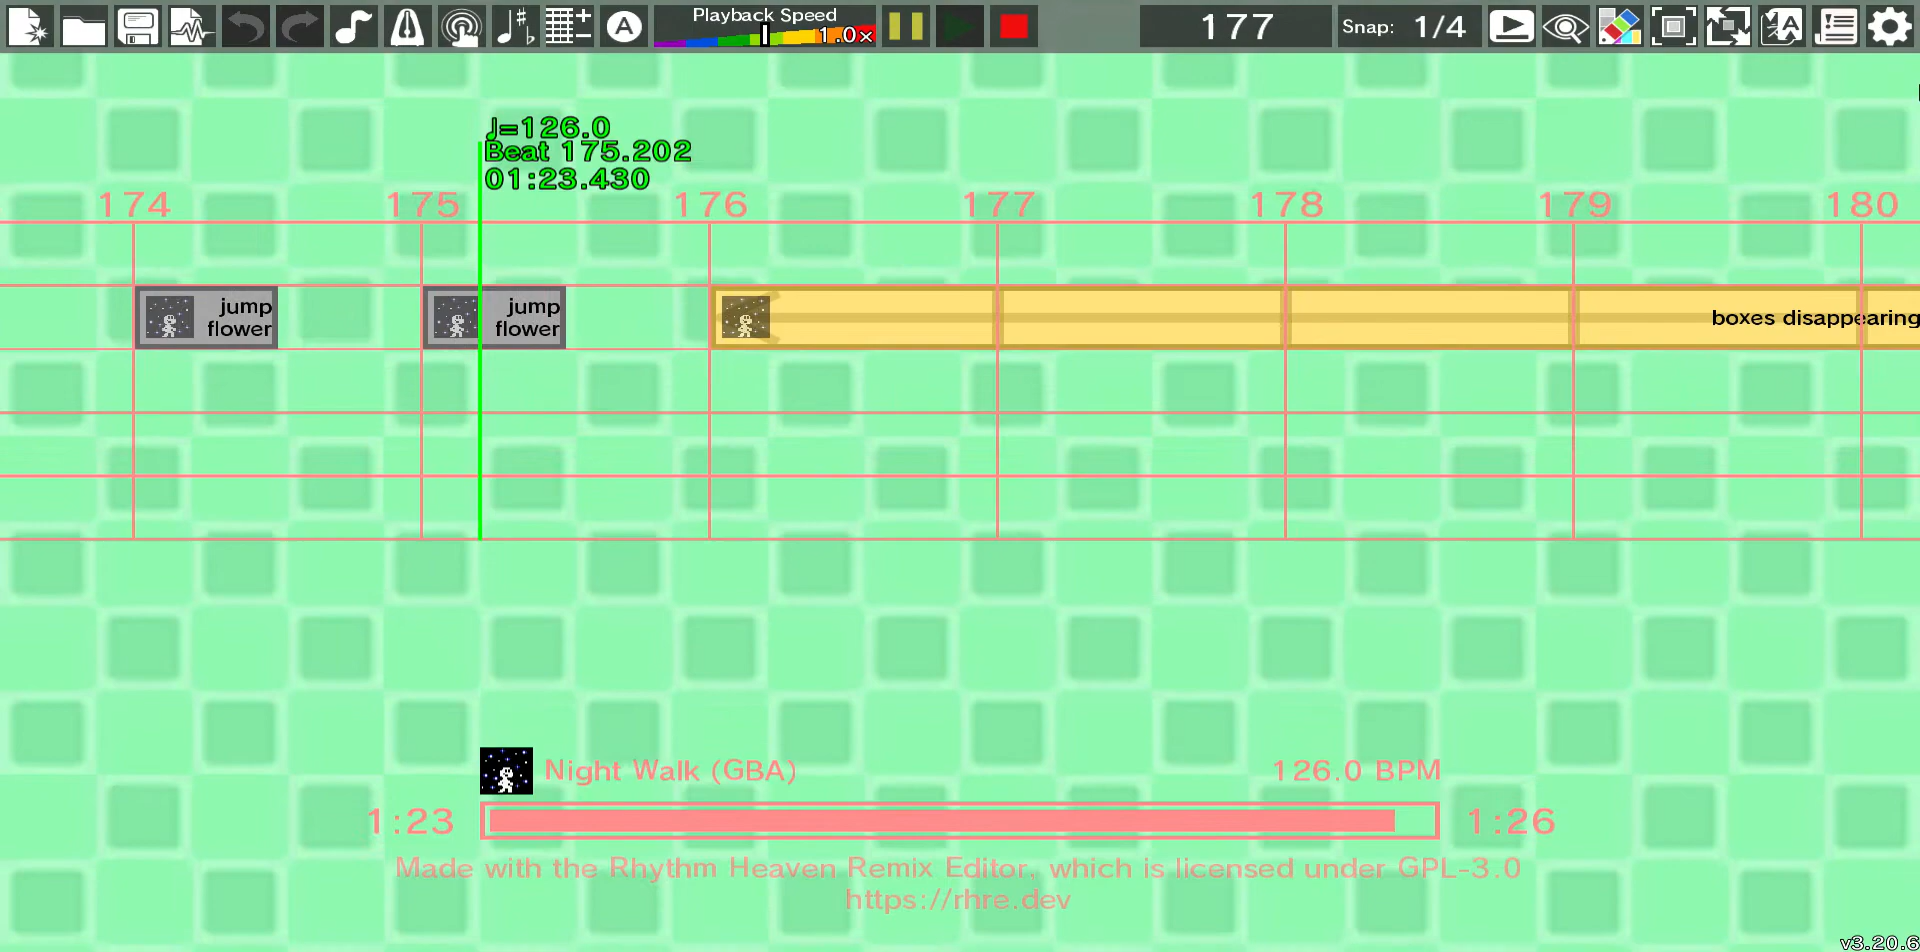 Playback Speed
1.0x
A
177
Snap: 1/4
A
♩=126.0
Beat 175.202
01:23.430
174 175 176 177 178 179 180
jump
flower
jump
flower
boxes disappearing
Night Walk (GBA)
126.0 BPM
1:23
1:26
Made with the Rhythm Heaven Remix Editor, which is licensed under GPL-3.0
https://rhre.dev
v3.20.6